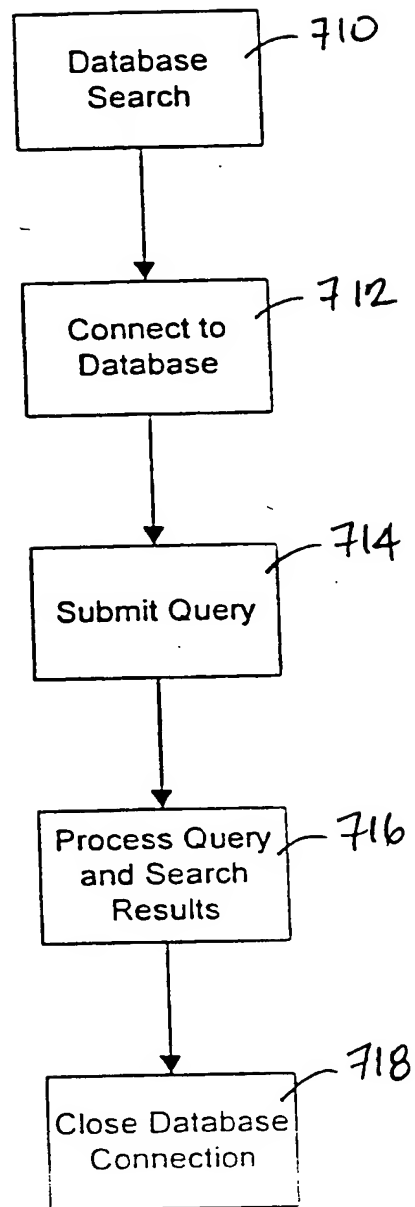 710
Database
Search
712
Connect to
Database
714
Submit Query
716
Process Query
and Search
Results
718
Close Database
Connection